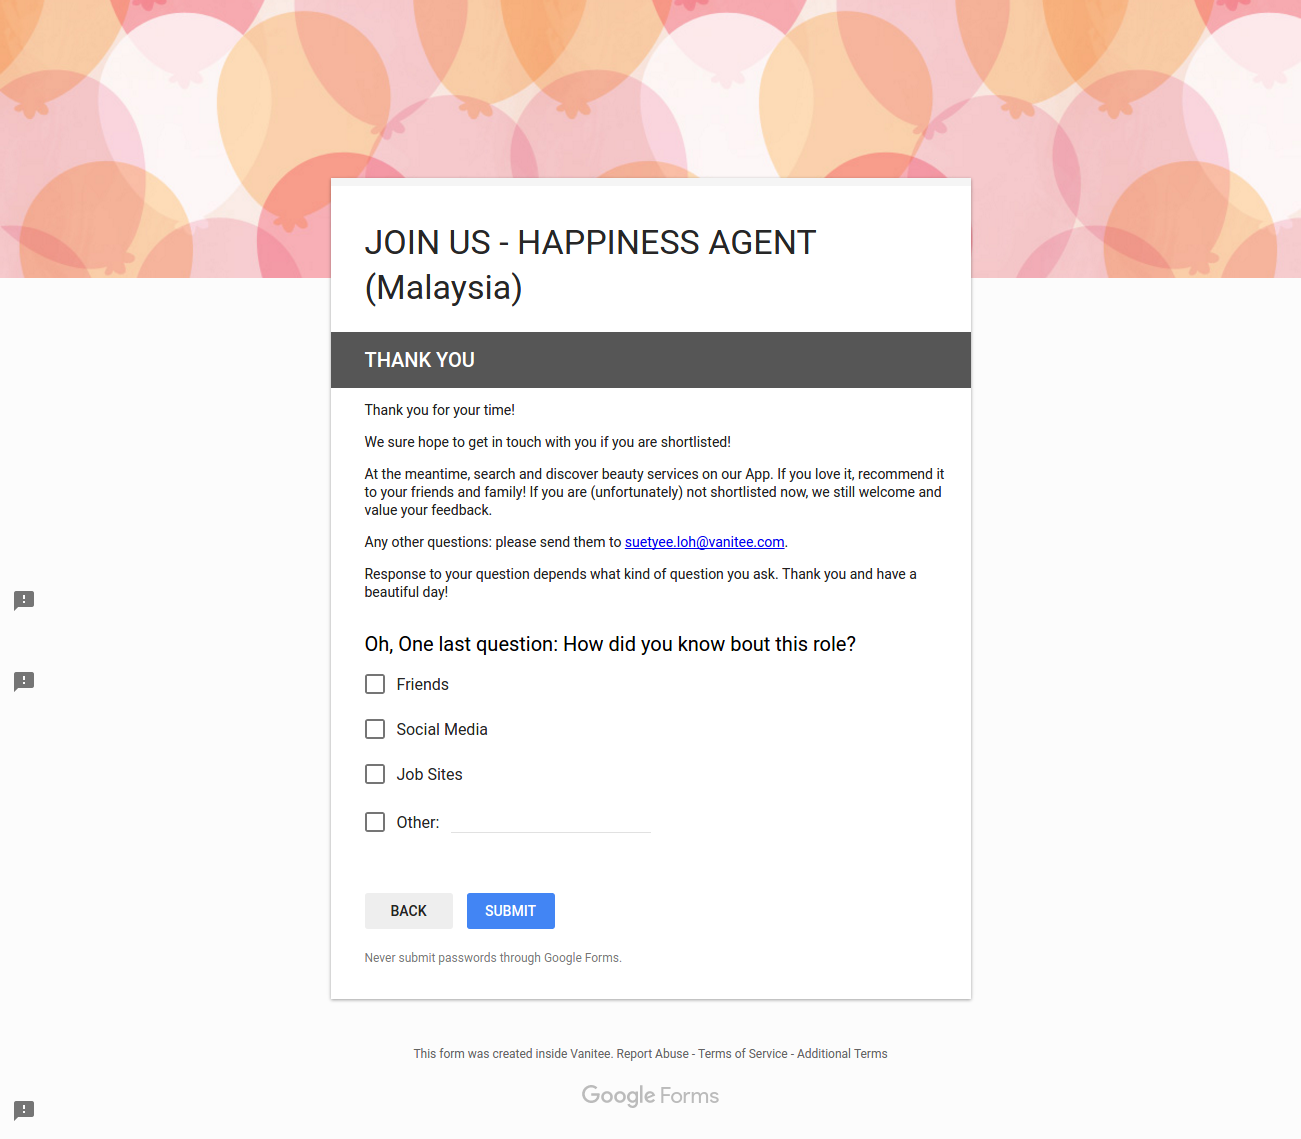 JOIN US - HAPPINESS AGENT
(Malaysia)
THANK YOU
Thank you for your time!
We sure hope to get in touch with you if you are shortlisted!
At the meantime, search and discover beauty services on our App. If you love it, recommend it
to your friends and family! If you are (unfortunately) not shortlisted now, we still welcome and
value your feedback.
Any other questions: please send them to suetyee.loh@vanitee.com.
Response to your question depends what kind of question you ask. Thank you and have a
beautiful day!
Oh, One last question: How did you know bout this role?
Friends
Social Media
Job Sites
Other:
BACK SUBMIT
Never submit passwords through Google Forms.
This form was created inside Vanitee. Report Abuse - Terms of Service - Additional Terms
Google Forms